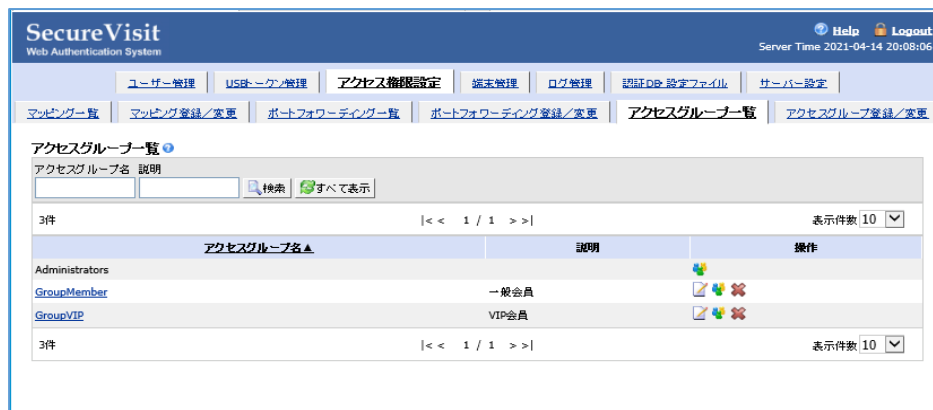 SecureVisit
Web Authentication System
Help Logout
Server Time 2021-04-14 20:08:06
ユーザー管理 USBトークン管理 アクセス権限設定 端末管理 ログ管理 認証DB 設定ファイル サーバー設定
マッピング一覧 マッピング登録/変更 ポートフォワーディング一覧 ポートフォワーディング登録/変更 アクセスグループ一覧 アクセスグループ登録/変更
アクセスグループ一覧
アクセスグループ名 説明
検索 すべて表示
3件 |<< 1 / 1 >>| 表示件数 10
アクセスグループ名▲ 説明 操作
Administrators
GroupMember 一般会員
GroupVIP VIP会員
3件 |<< 1 / 1 >>| 表示件数 10